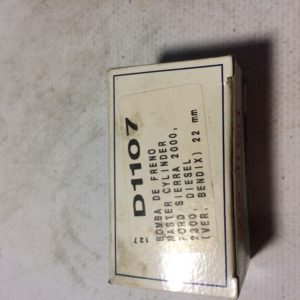 D1107
BOMBA DE FRENO
MASTER CYLINDER
FORD SIERRA 2000,
2300, DIESEL
(VER. BENDIX) 22 mm
127